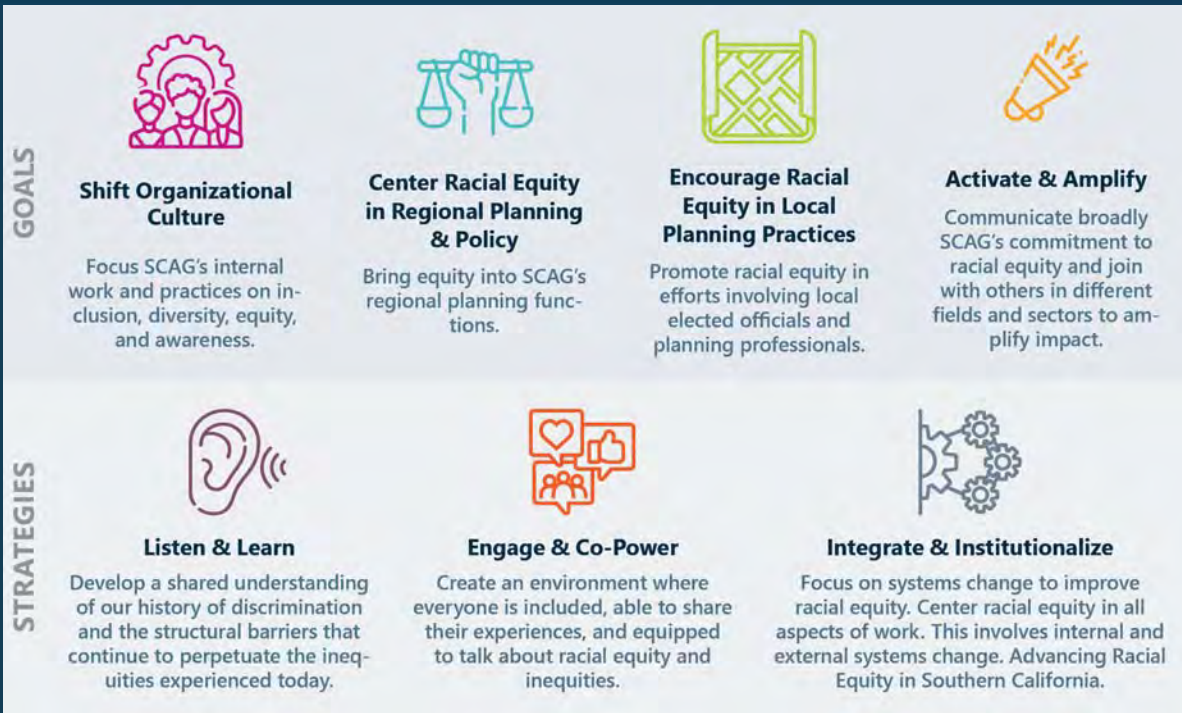 GOALS
Shift Organizational
Culture
Focus SCAG's internal
work and practices on in-
clusion, diversity, equity,
and awareness.
Center Racial Equity
in Regional Planning
& Policy
Bring equity into SCAG's
regional planning func-
tions.
Encourage Racial
Equity in Local
Planning Practices
Promote racial equity in
efforts involving local
elected officials and
planning professionals.
Activate & Amplify
Communicate broadly
SCAG's commitment to
racial equity and join
with others in different
fields and sectors to am-
plify impact.
STRATEGIES
Listen & Learn
Develop a shared understanding
of our history of discrimination
and the structural barriers that
continue to perpetuate the ineq-
uities experienced today.
Engage & Co-Power
Create an environment where
everyone is included, able to share
their experiences, and equipped
to talk about racial equity and
inequities.
Integrate & Institutionalize
Focus on systems change to improve
racial equity. Center racial equity in all
aspects of work. This involves internal and
external systems change. Advancing Racial
Equity in Southern California.